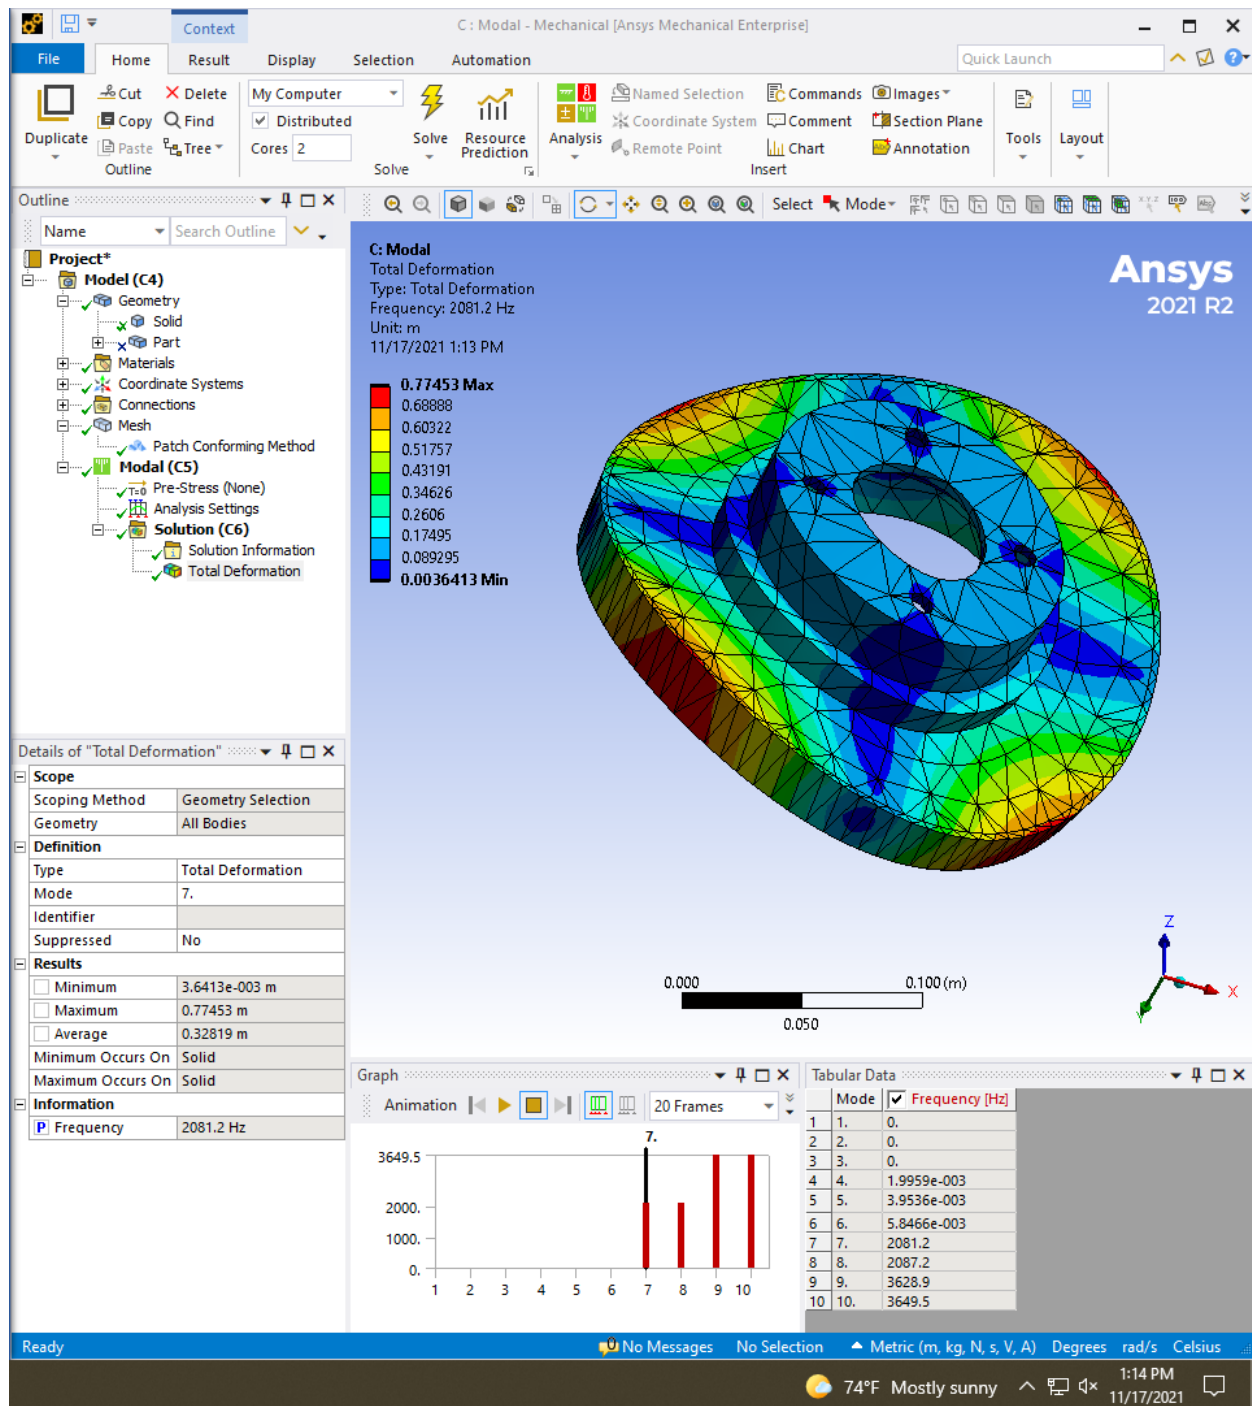 Context
C : Modal - Mechanical [Ansys Mechanical Enterprise]
File Home Result Display Selection Automation
Quick Launch
Cut Delete
Copy Find
Paste Tree
Duplicate
Outline
My Computer
Distributed
Cores 2
Solve
Resource Prediction
Solve
Analysis
Named Selection Commands Images
Coordinate System Comment Section Plane
Remote Point Chart Annotation
Insert
Tools
Layout
Outline
Name
Search Outline
Select Mode
Project*
Model (C4)
Geometry
Solid
Part
Materials
Coordinate Systems
Connections
Mesh
Patch Conforming Method
Modal (C5)
T=0 Pre-Stress (None)
Analysis Settings
Solution (C6)
Solution Information
Total Deformation
C: Modal
Total Deformation
Type: Total Deformation
Frequency: 2081.2 Hz
Unit: m
11/17/2021 1:13 PM
0.77453 Max
0.68888
0.60322
0.51757
0.43191
0.34626
0.2606
0.17495
0.089295
0.0036413 Min
Ansys
2021 R2
0.000
0.100 (m)
0.050
Z
X
Y
Details of "Total Deformation"
Scope
Scoping Method Geometry Selection
Geometry All Bodies
Definition
Type Total Deformation
Mode 7.
Identifier
Suppressed No
Results
Minimum 3.6413e-003 m
Maximum 0.77453 m
Average 0.32819 m
Minimum Occurs On Solid
Maximum Occurs On Solid
Information
P Frequency 2081.2 Hz
Graph
Animation
20 Frames
7.
3649.5
2000.
1000.
0.
1 2 3 4 5 6 7 8 9 10
Tabular Data
Mode Frequency [Hz]
1 1. 0.
2 2. 0.
3 3. 0.
4 4. 1.9959e-003
5 5. 3.9536e-003
6 6. 5.8466e-003
7 7. 2081.2
8 8. 2087.2
9 9. 3628.9
10 10. 3649.5
Ready
No Messages No Selection Metric (m, kg, N, s, V, A) Degrees rad/s Celsius
74°F Mostly sunny
1:14 PM
11/17/2021